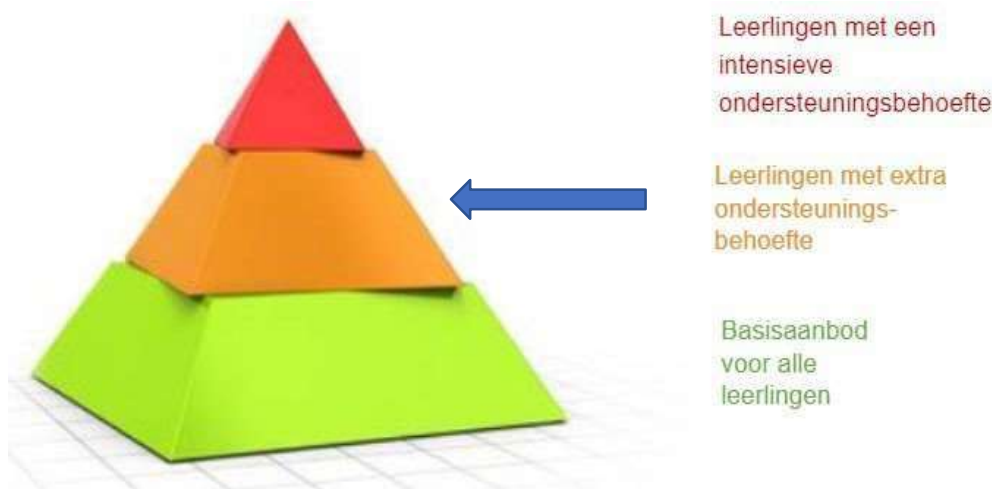 Leerlingen met een
intensieve
ondersteuningsbehoefte
Leerlingen met extra
ondersteunings-
behoefte
Basisaanbod
voor alle
leerlingen